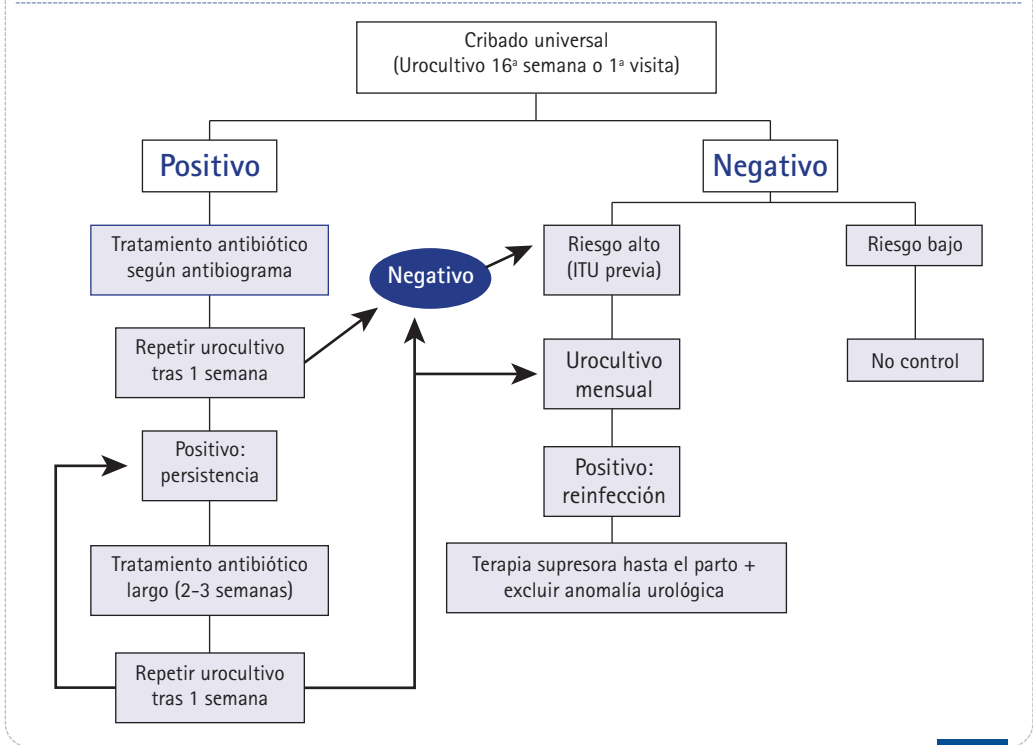 Cribado universal
(Urocultivo 16ª semana o 1ª visita)
Positivo
Negativo
Tratamiento antibiótico
según antibiograma
Negativo
Riesgo alto
(ITU previa)
Riesgo bajo
Repetir urocultivo
tras 1 semana
Urocultivo
mensual
No control
Positivo:
persistencia
Positivo:
reinfección
Tratamiento antibiótico
largo (2-3 semanas)
Terapia supresora hasta el parto +
excluir anomalía urológica
Repetir urocultivo
tras 1 semana